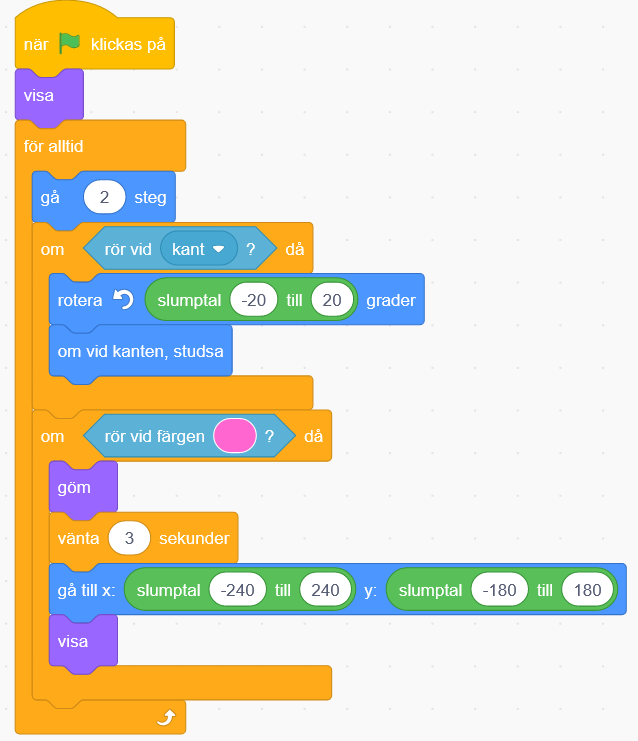 när klickas på
visa
för alltid
gå 2 steg
om rör vid kant ? då
rotera slumptal -20 till 20 grader
om vid kanten, studsa
om rör vid färgen ? då
göm
vänta 3 sekunder
gå till x: slumptal -240 till 240 y: slumptal -180 till 180
visa